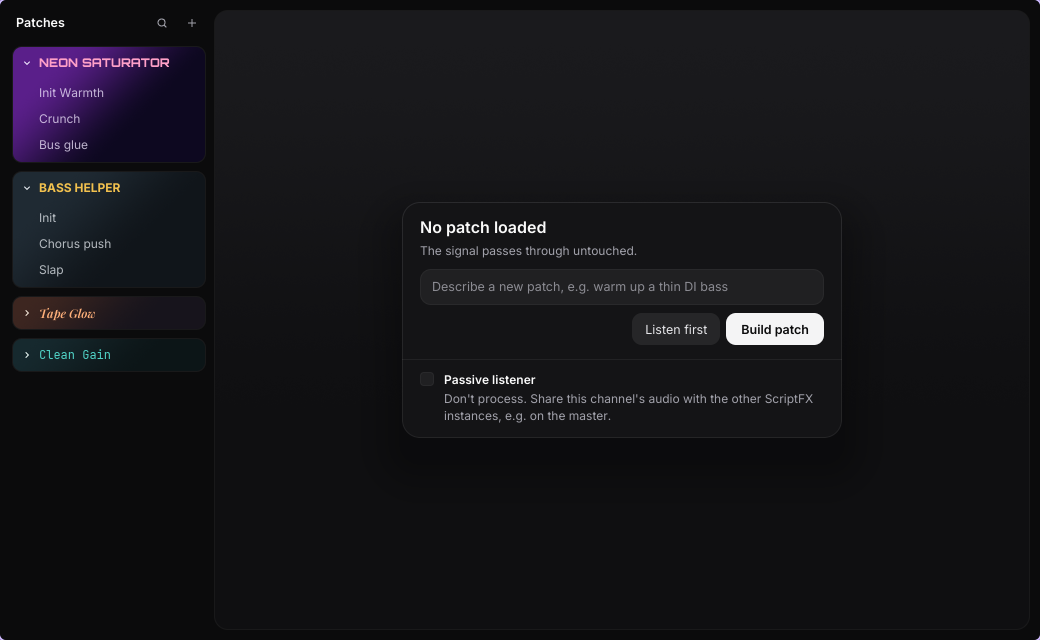 Patches
NEON SATURATOR
Init Warmth
Crunch
Bus glue
BASS HELPER
Init
Chorus push
Slap
Tape Glow
Clean Gain
No patch loaded
The signal passes through untouched.
Describe a new patch, e.g. warm up a thin DI bass
Listen first
Build patch
Passive listener
Don't process. Share this channel's audio with the other ScriptFX
instances, e.g. on the master.